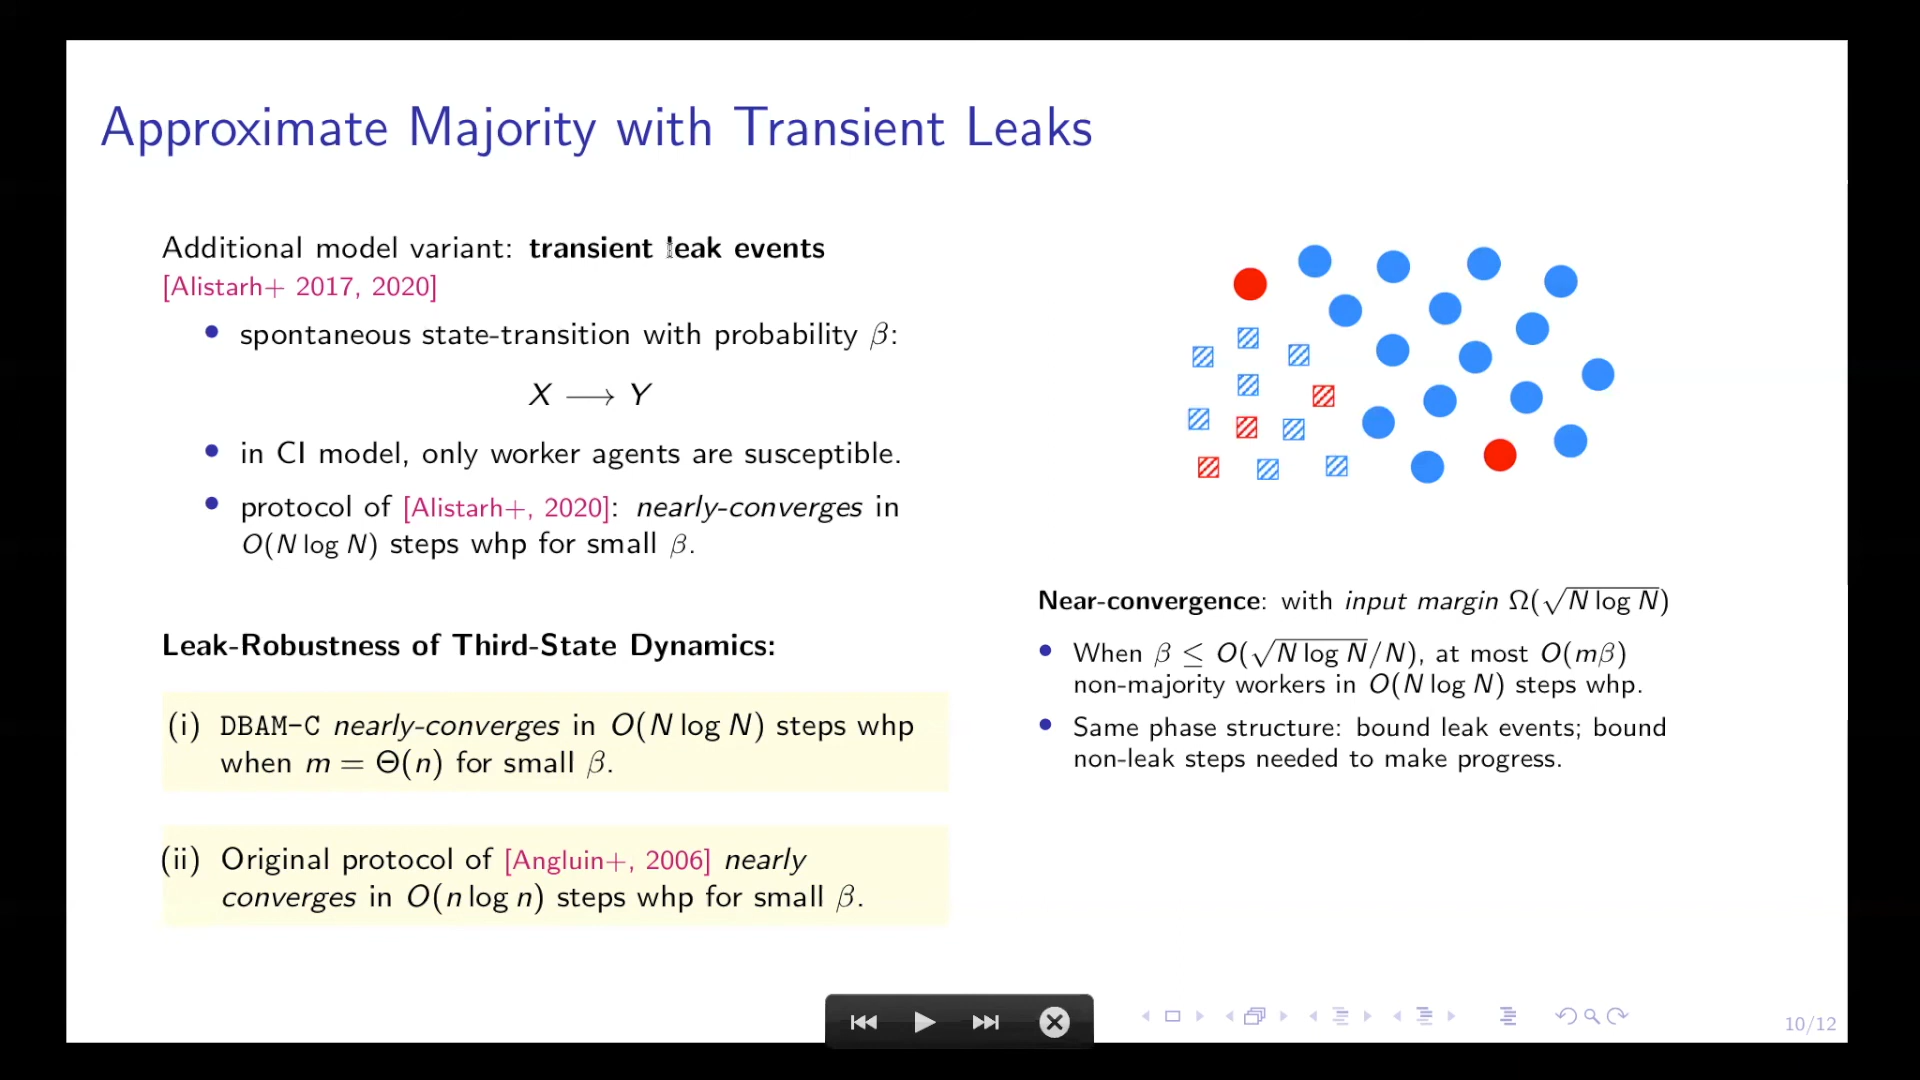 Approximate Majority with Transient Leaks
Additional model variant: transient leak events
[Alistarh+ 2017, 2020]
• spontaneous state-transition with probability β:
X ⟶ Y
• in CI model, only worker agents are susceptible.
• protocol of [Alistarh+, 2020]: nearly-converges in
O(N log N) steps whp for small β.
Leak-Robustness of Third-State Dynamics:
(i) DBAM-C nearly-converges in O(N log N) steps whp
when m = Θ(n) for small β.
(ii) Original protocol of [Angluin+, 2006] nearly
converges in O(n log n) steps whp for small β.
Near-convergence: with input margin Ω(√N log N)
• When β ≤ O(√N log N/N), at most O(mβ)
non-majority workers in O(N log N) steps whp.
• Same phase structure: bound leak events; bound
non-leak steps needed to make progress.
10/12